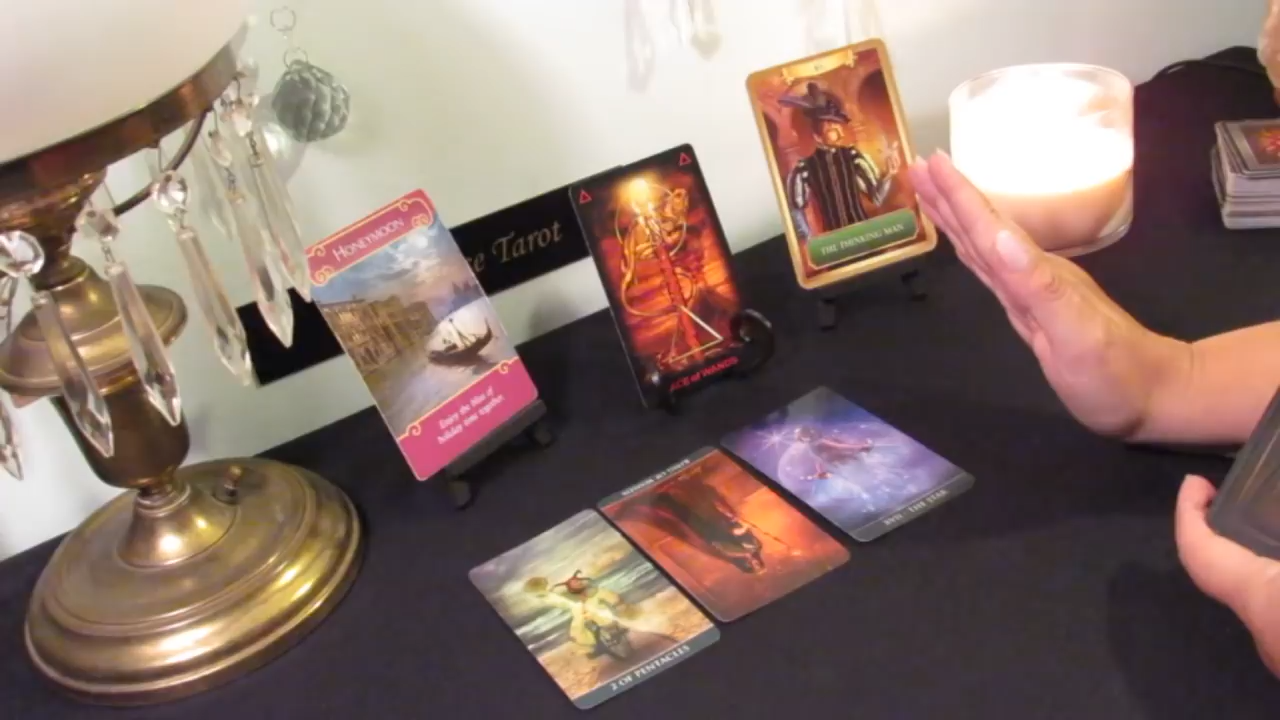 HONEYMOON
Enjoy the bliss of
holiday time together.
ce Tarot
ACE of WANDS
THE THINKING MAN
2 OF PENTACLES
XVII - THE STAR